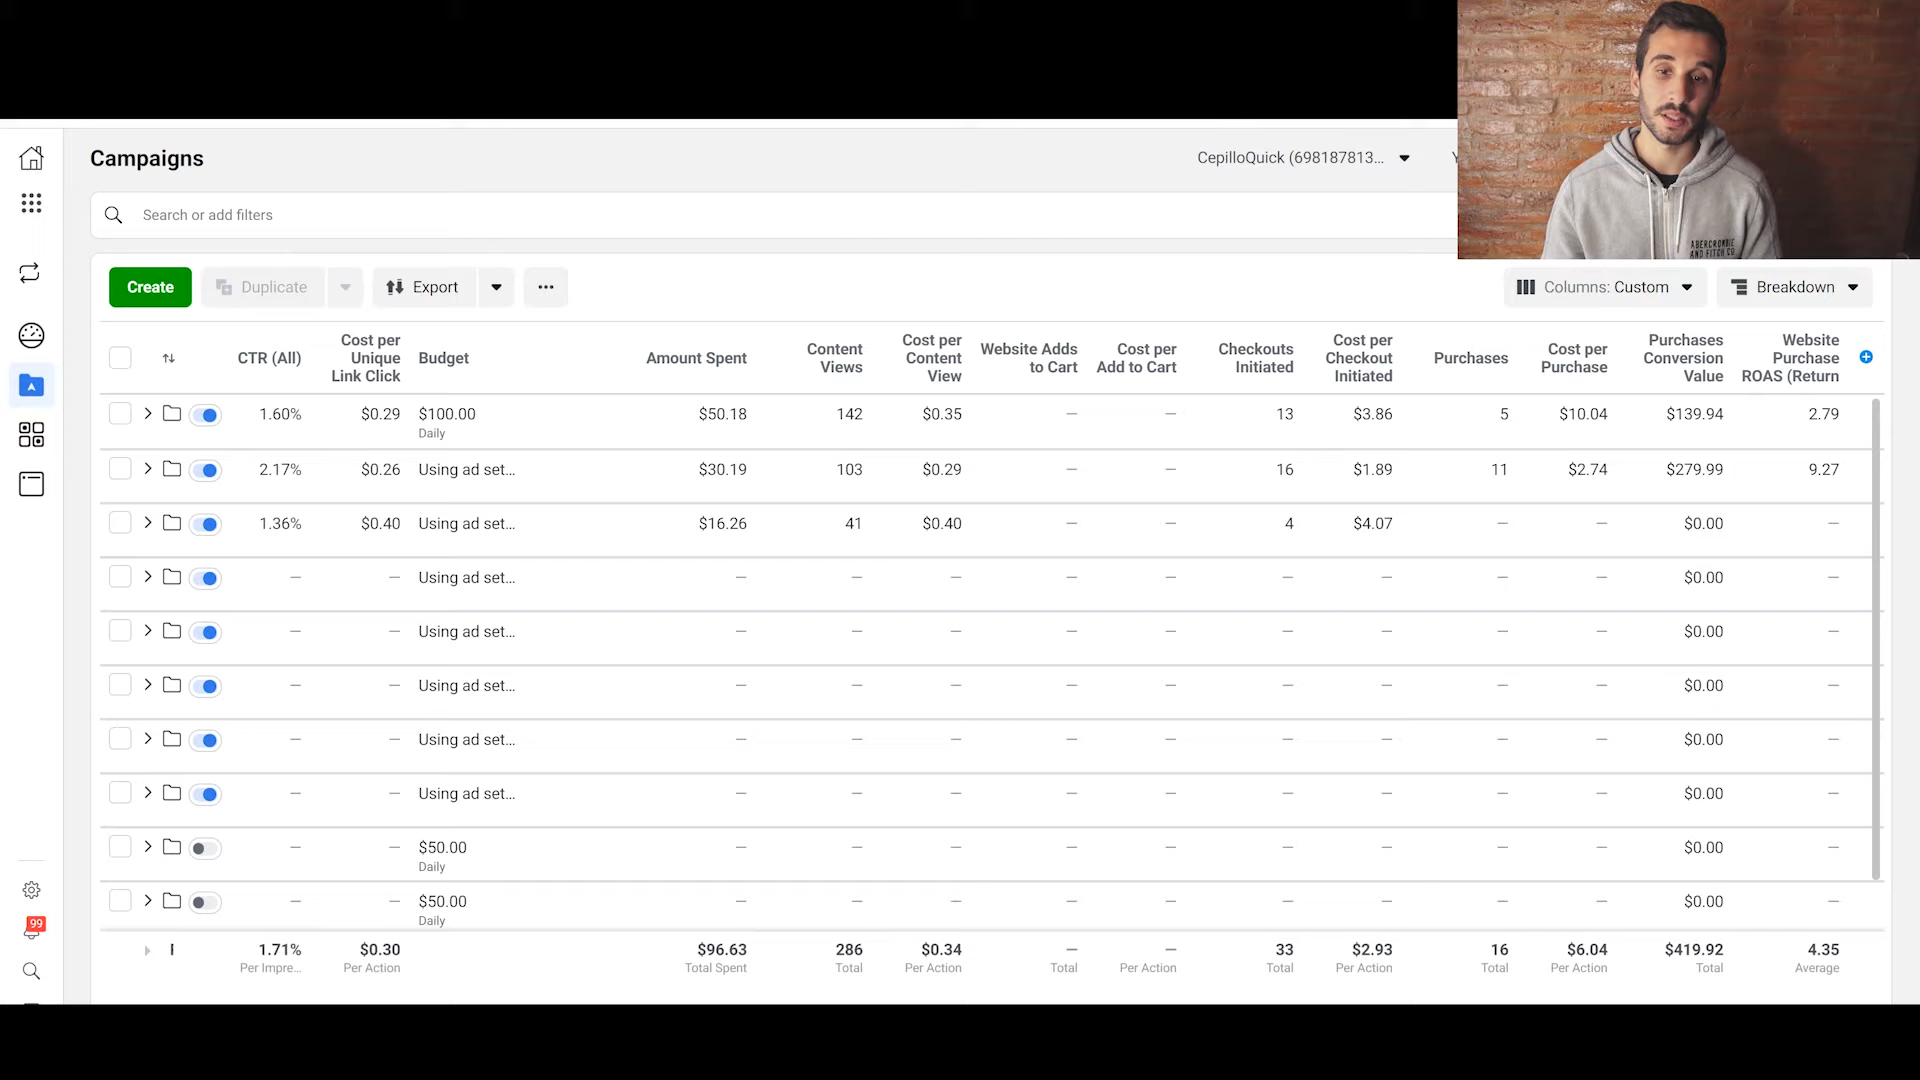 ABERCROMBIE
AND FITCH CO
Campaigns
CepilloQuick (698187813...
Search or add filters
Create
Duplicate
Export
Columns: Custom
Breakdown
CTR (All)
Cost per Unique Link Click
Budget
Amount Spent
Content Views
Cost per Content View
Website Adds to Cart
Cost per Add to Cart
Checkouts Initiated
Cost per Checkout Initiated
Purchases
Cost per Purchase
Purchases Conversion Value
Website Purchase ROAS (Return
1.60% $0.29 $100.00 $50.18 142 $0.35 — — 13 $3.86 5 $10.04 $139.94 2.79
Daily
2.17% $0.26 Using ad set... $30.19 103 $0.29 — — 16 $1.89 11 $2.74 $279.99 9.27
1.36% $0.40 Using ad set... $16.26 41 $0.40 — — 4 $4.07 — — $0.00 —
— — Using ad set... — — — — — — — — — $0.00 —
— — Using ad set... — — — — — — — — — $0.00 —
— — Using ad set... — — — — — — — — — $0.00 —
— — Using ad set... — — — — — — — — — $0.00 —
— — Using ad set... — — — — — — — — — $0.00 —
— — $50.00 — — — — — — — — — $0.00 —
Daily
— — $50.00 — — — — — — — — — $0.00 —
Daily
99
1.71% $0.30 $96.63 286 $0.34 — — 33 $2.93 16 $6.04 $419.92 4.35
Per Impre... Per Action Total Spent Total Per Action Total Per Action Total Per Action Total Per Action Total Average